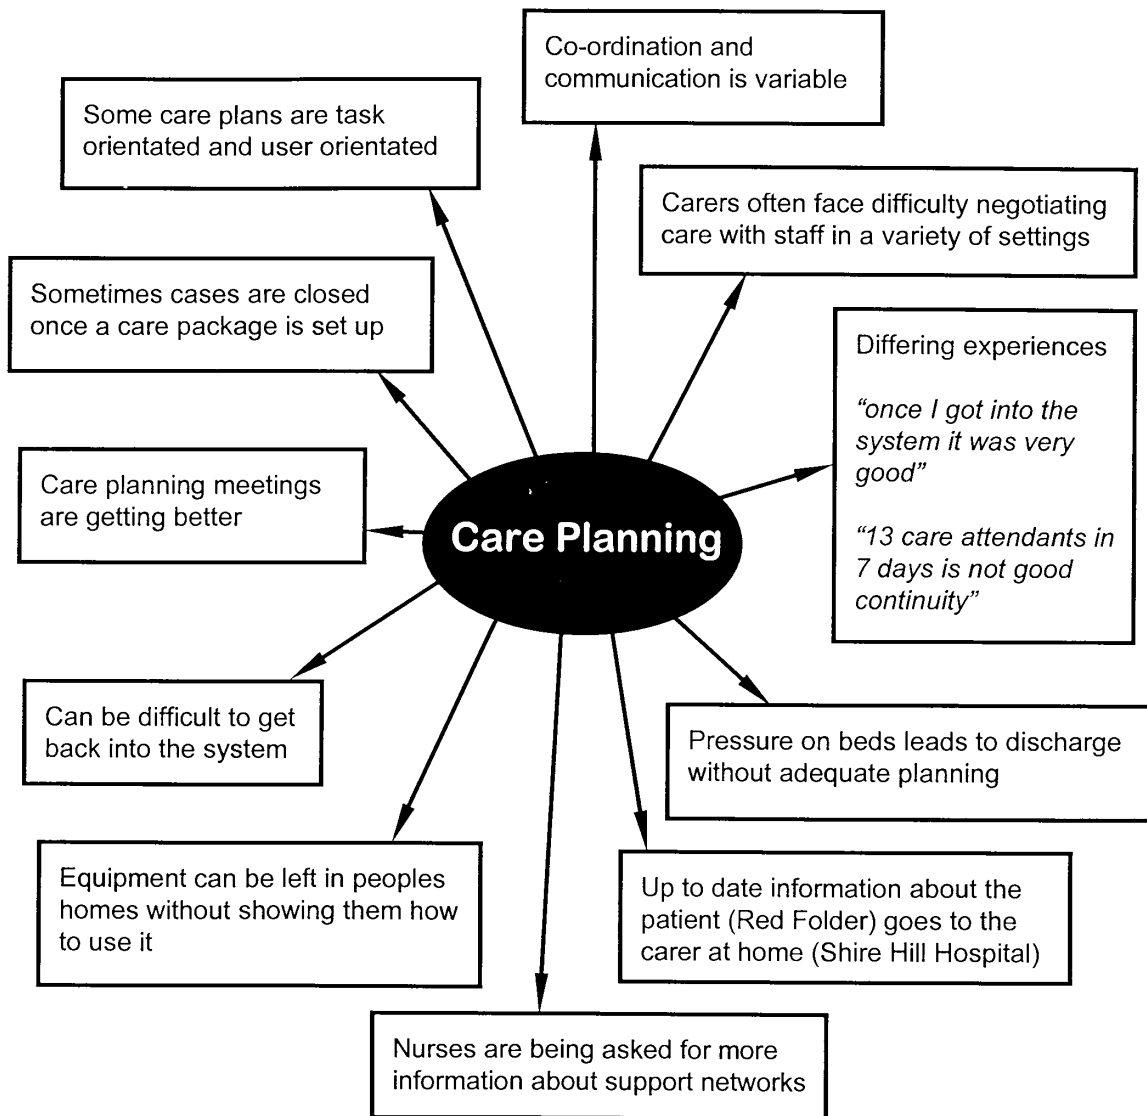 Co-ordination and
communication is variable
Some care plans are task
orientated and user orientated
Carers often face difficulty negotiating
care with staff in a variety of settings
Sometimes cases are closed
once a care package is set up
Differing experiences
“once I got into the
system it was very
good”
“13 care attendants in
7 days is not good
continuity”
Care planning meetings
are getting better
Care Planning
Can be difficult to get
back into the system
Pressure on beds leads to discharge
without adequate planning
Equipment can be left in peoples
homes without showing them how
to use it
Up to date information about the
patient (Red Folder) goes to the
carer at home (Shire Hill Hospital)
Nurses are being asked for more
information about support networks